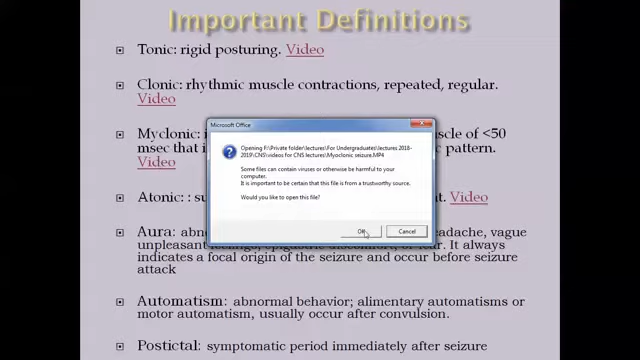 Important Definitions
Tonic: rigid posturing. Video
Clonic: rhythmic muscle contractions, repeated, regular.
Video
Myoclonic: 
scle of <50
msec that i
c pattern.
Video
Atonic: : su
nt. Video
Microsoft Office
Opening F:\Private folder\lectures\For Undergraduates\lectures 2018-
2019\CNS\videos for CNS lectures\Myoclonic seizure.MP4
Some files can contain viruses or otherwise be harmful to your
computer.
It is important to be certain that this file is from a trustworthy source.
Would you like to open this file?
OK
Cancel
Aura: abn
eadache, vague
unpleasant
It always
indicates a focal origin of the seizure and occur before seizure
attack
Automatism: abnormal behavior; alimentary automatisms or
motor automatism, usually occur after convulsion.
Postictal: symptomatic period immediately after seizure